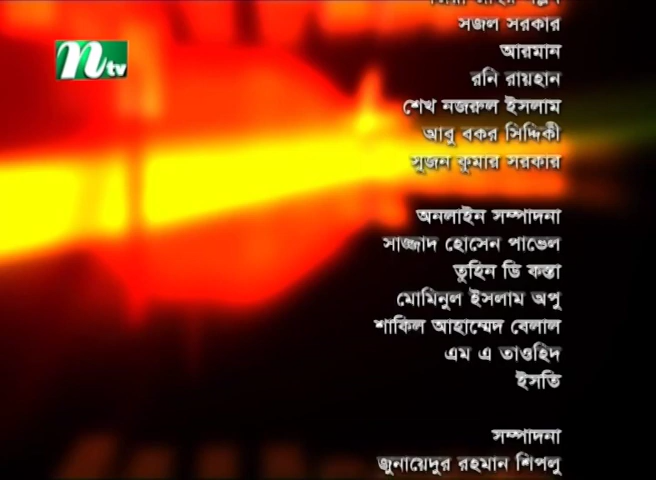 ntv
সজল সরকার
আরমান
রনি রায়হান
শেখ নজরুল ইসলাম
আবু বকর সিদ্দিকী
সুজন কুমার সরকার
অনলাইন সম্পাদনা
সাজ্জাদ হোসেন পাভেল
তুহিন ডি কস্তা
মোমিনুল ইসলাম অপু
শাকিল আহাম্মেদ বেলাল
এম এ তাওহিদ
ইসতি
সম্পাদনা
জুনায়েদুর রহমান শিপলু